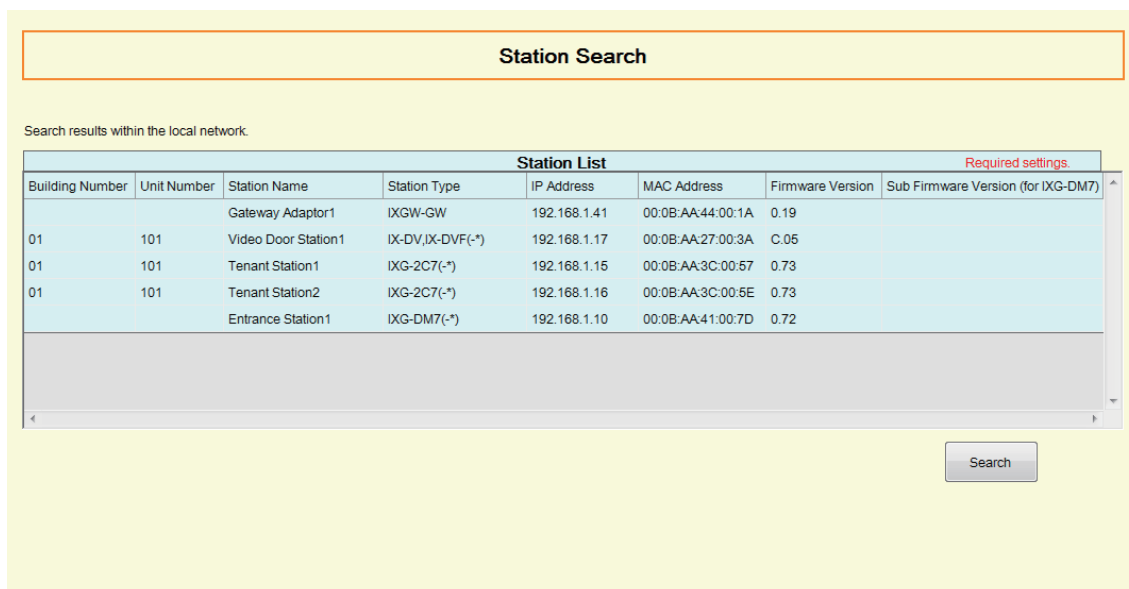 Station Search
Search results within the local network.
Station List Required settings.
Building Number Unit Number Station Name Station Type IP Address MAC Address Firmware Version Sub Firmware Version (for IXG-DM7)
Gateway Adaptor1 IXGW-GW 192.168.1.41 00:0B:AA:44:00:1A 0.19
01 101 Video Door Station1 IX-DV,IX-DVF(-*) 192.168.1.17 00:0B:AA:27:00:3A C.05
01 101 Tenant Station1 IXG-2C7(-*) 192.168.1.15 00:0B:AA:3C:00:57 0.73
01 101 Tenant Station2 IXG-2C7(-*) 192.168.1.16 00:0B:AA:3C:00:5E 0.73
Entrance Station1 IXG-DM7(-*) 192.168.1.10 00:0B:AA:41:00:7D 0.72
Search